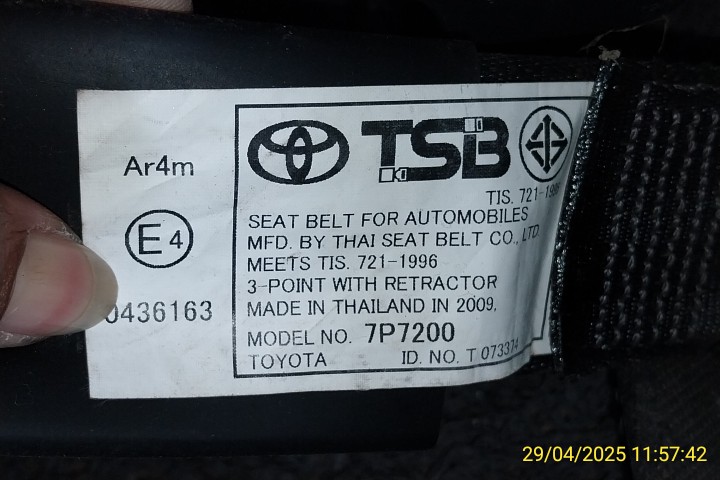 Ar4m
E4
0436163
TSB
TIS. 721-1996
SEAT BELT FOR AUTOMOBILES
MFD. BY THAI SEAT BELT CO., LTD.
MEETS TIS. 721-1996
3-POINT WITH RETRACTOR
MADE IN THAILAND IN 2009.
MODEL NO. 7P7200
TOYOTA ID. NO. T 073374
29/04/2025 11:57:42